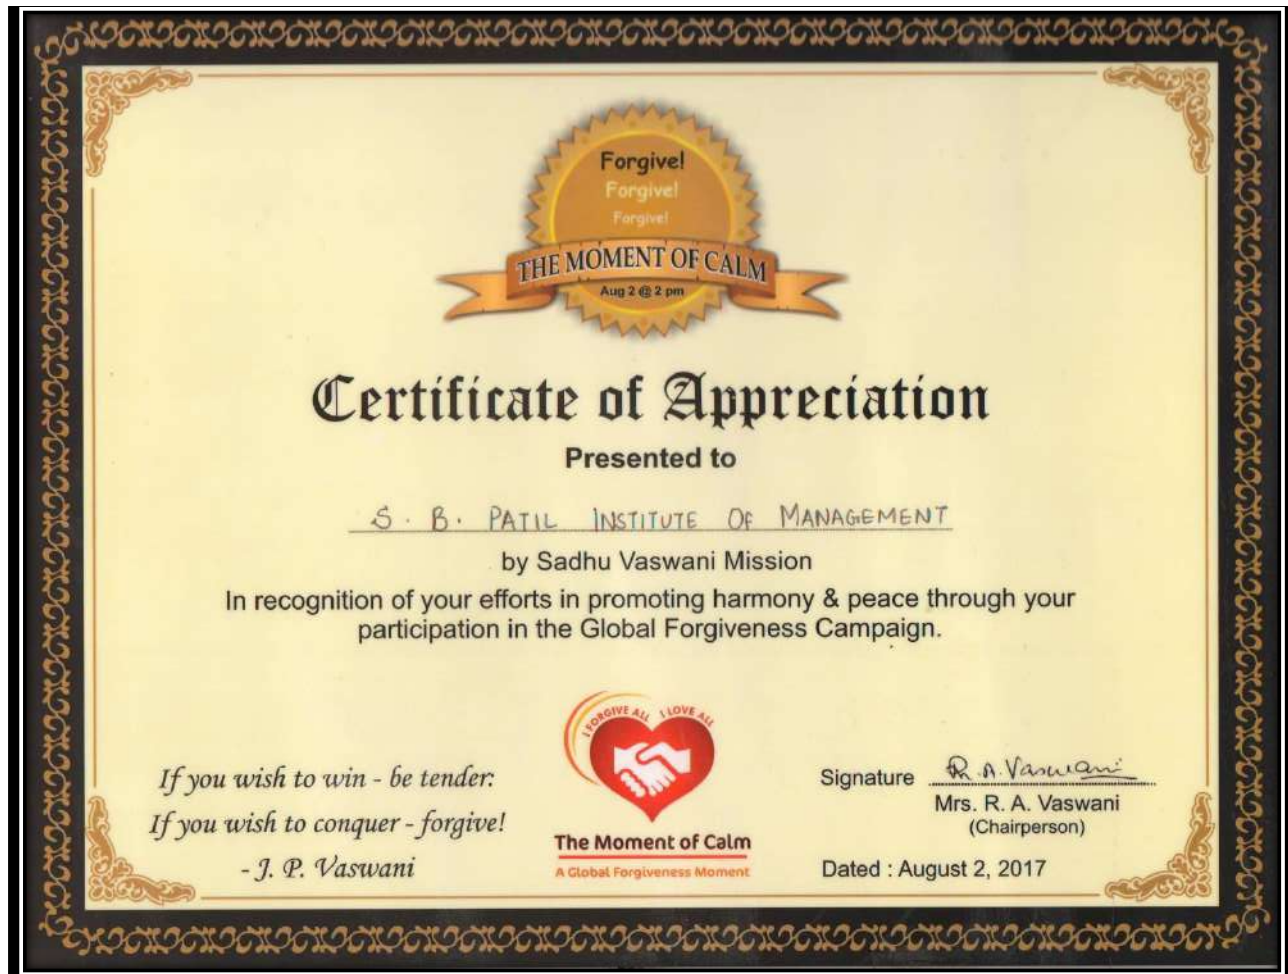 Forgive!
Forgive!
Forgive!
THE MOMENT OF CALM
Aug 2 @ 2 pm
Certificate of Appreciation
Presented to
S. B. PATIL INSTITUTE OF MANAGEMENT
by Sadhu Vaswani Mission
In recognition of your efforts in promoting harmony & peace through your
participation in the Global Forgiveness Campaign.
If you wish to win - be tender:
If you wish to conquer - forgive!
- J. P. Vaswani
I FORGIVE ALL I LOVE ALL
The Moment of Calm
A Global Forgiveness Moment
Signature R. A. Vaswani
Mrs. R. A. Vaswani
(Chairperson)
Dated : August 2, 2017